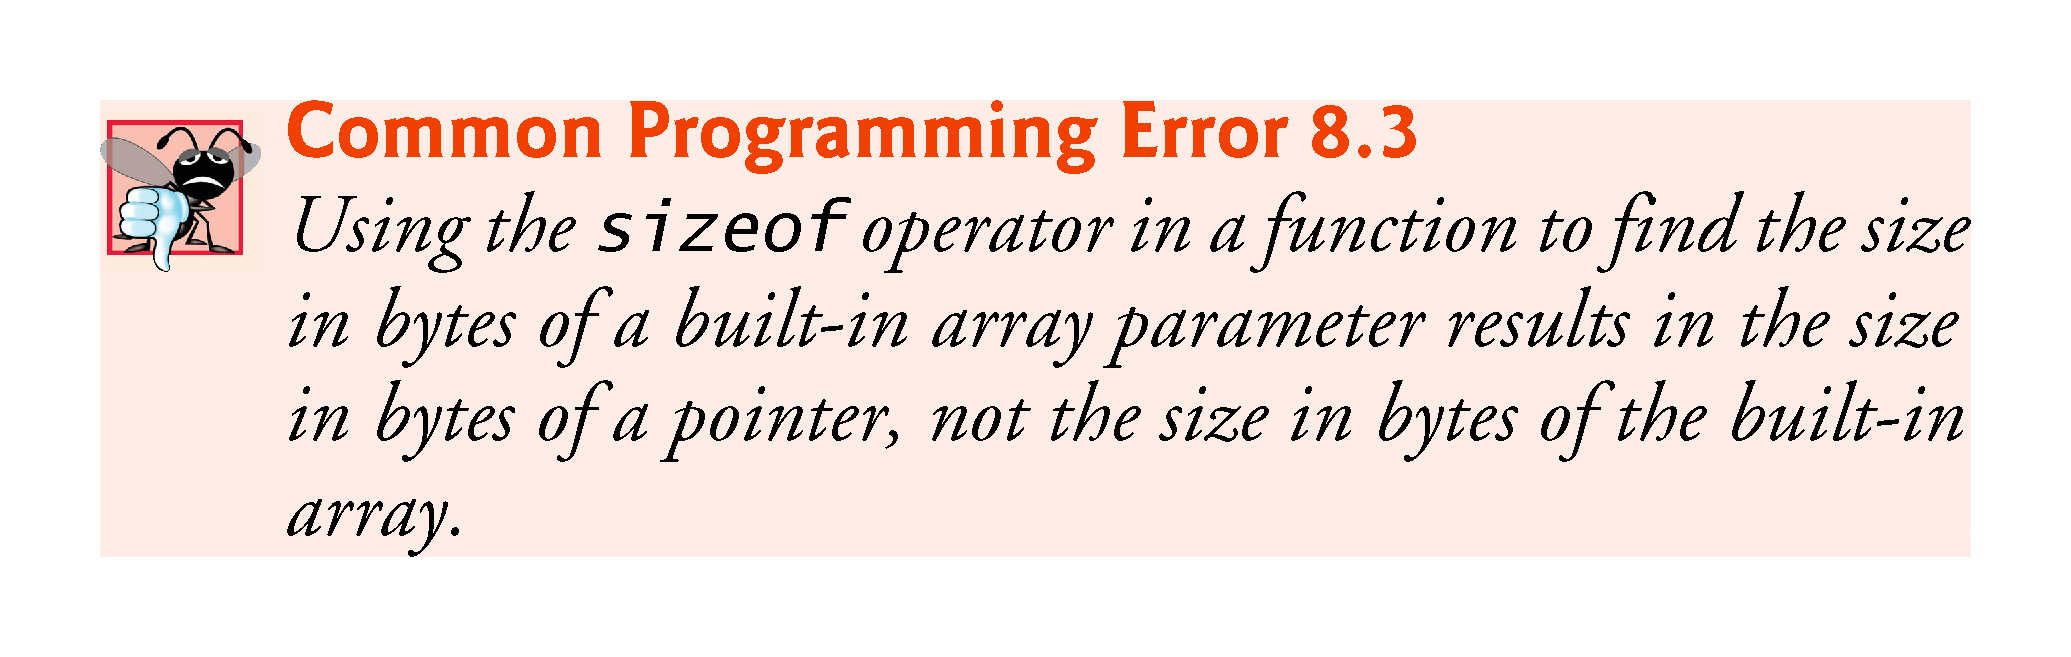 Common Programming Error 8.3
Using the sizeof operator in a function to find the size
in bytes of a built-in array parameter results in the size
in bytes of a pointer, not the size in bytes of the built-in
array.